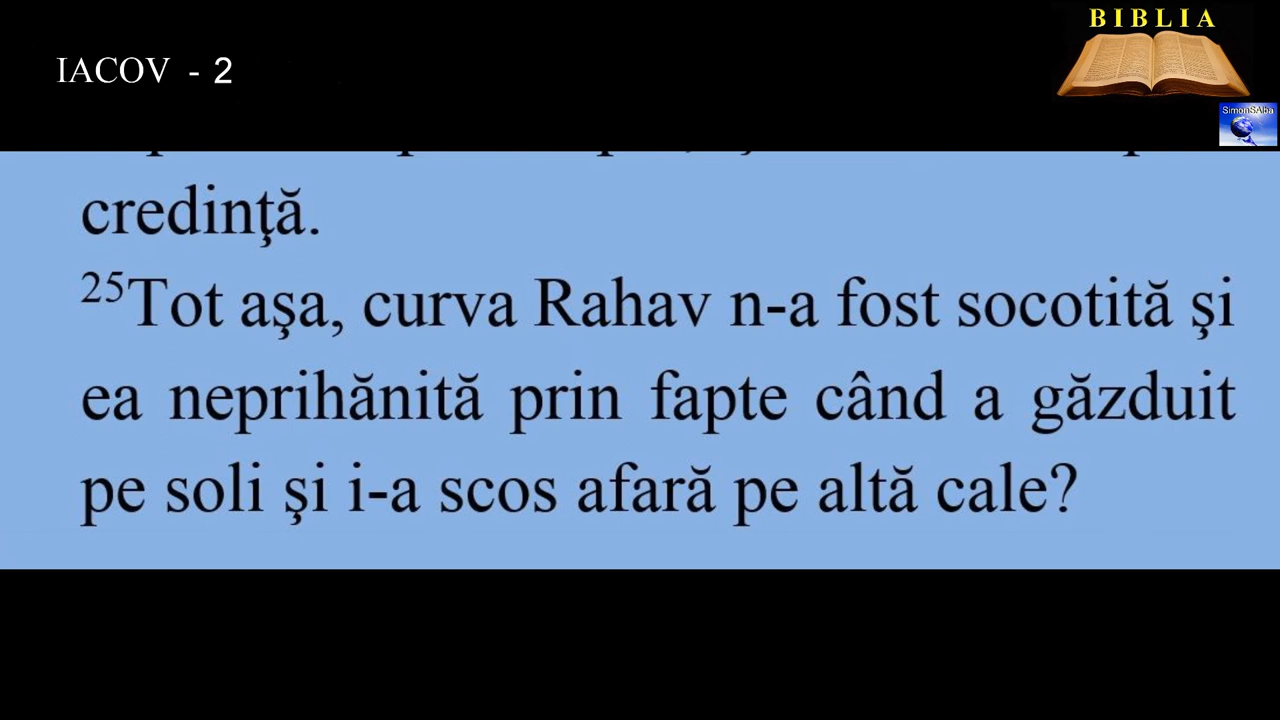 BIBLIA
IACOV - 2
SimonSAlba
credinţă.
25Tot aşa, curva Rahav n-a fost socotită şi
ea neprihănită prin fapte când a găzduit
pe soli şi i-a scos afară pe altă cale?